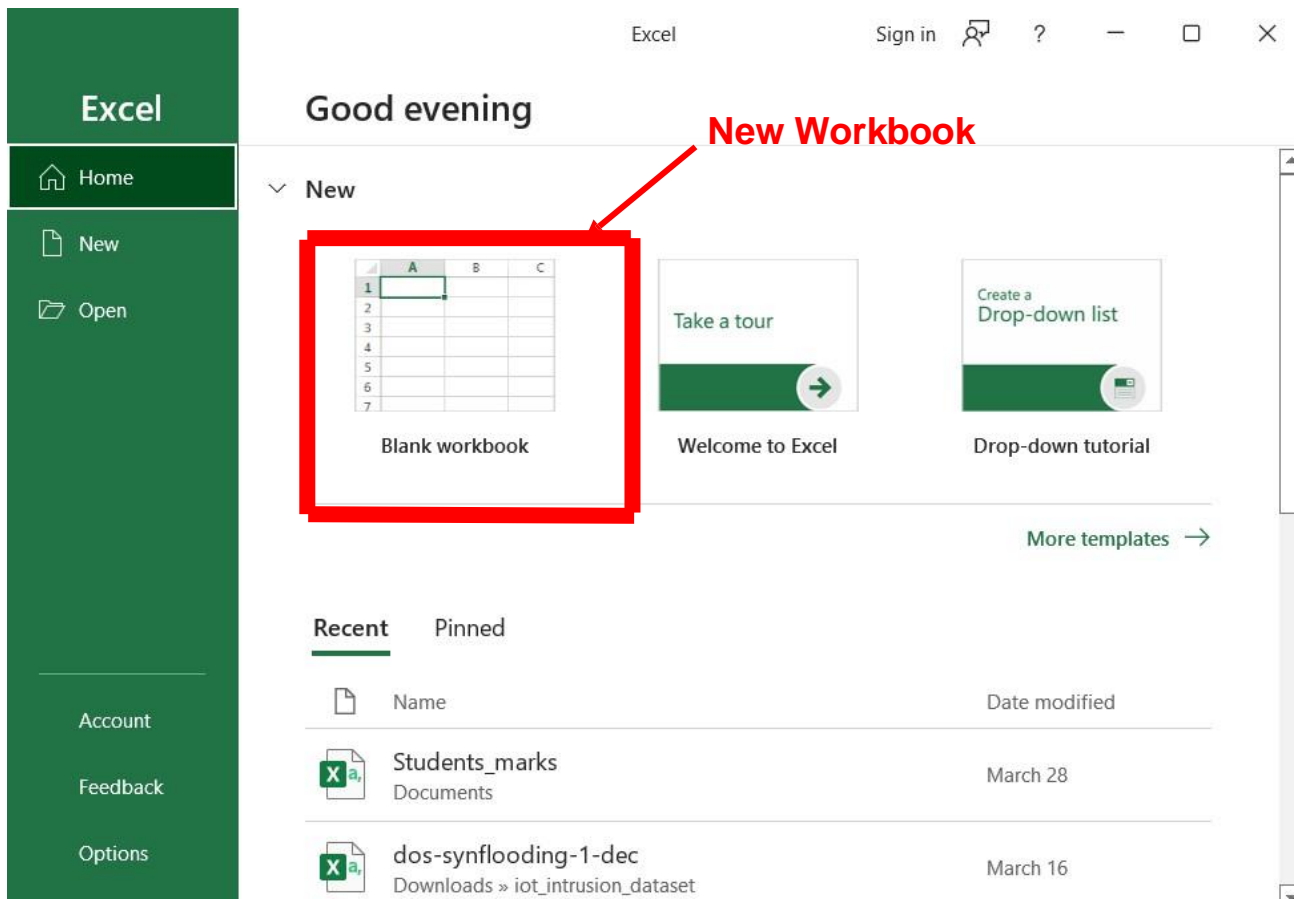 Excel
Sign in
?
Excel
Good evening
New Workbook
Home
New
Open
New
A B C
1
2
3
4
5
6
7
Blank workbook
Take a tour
Welcome to Excel
Create a
Drop-down list
Drop-down tutorial
More templates
Recent Pinned
Name Date modified
Students_marks
Documents
March 28
dos-synflooding-1-dec
Downloads » iot_intrusion_dataset
March 16
Account
Feedback
Options
X a,
X a,